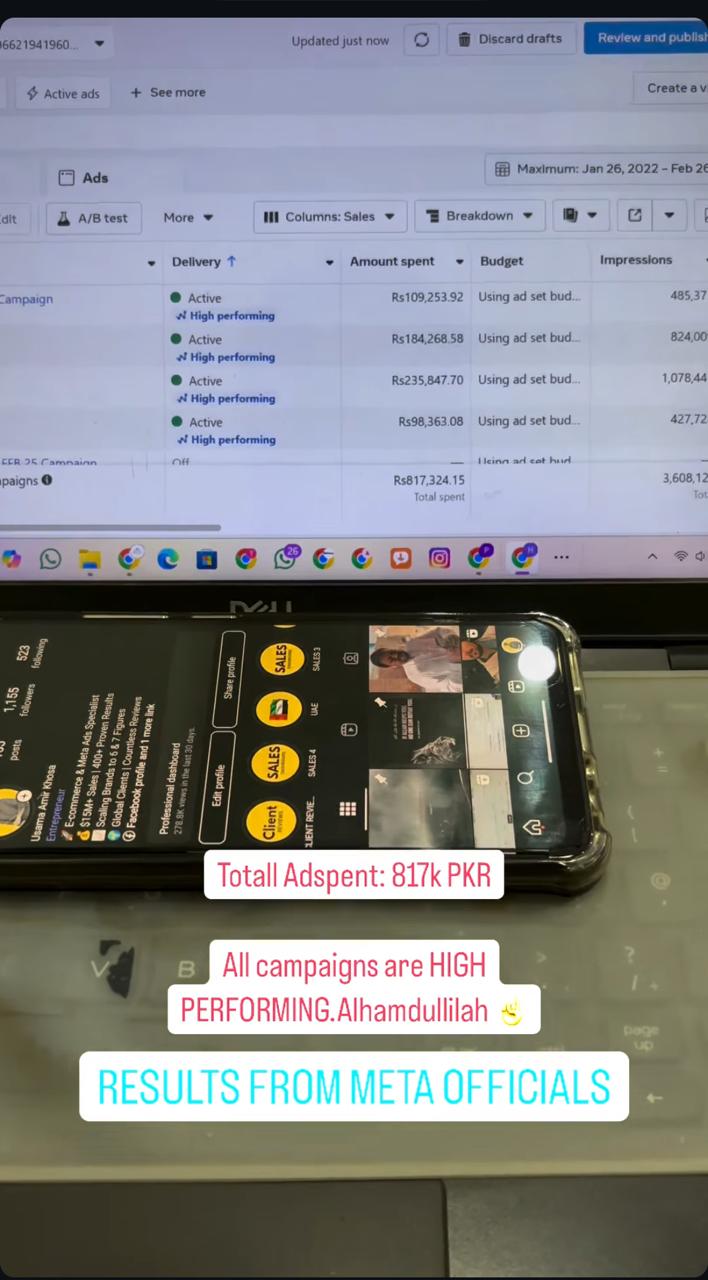 Updated just now
Discard drafts
Review and publish
Active ads
+ See more
Ads
Maximum: Jan 26, 2022 – Feb 26
A/B test
More
Columns: Sales
Breakdown
Delivery ↑
Amount spent
Budget
Impressions
Campaign
Active
Rs109,253.92
Using ad set bud...
485,37
High performing
Active
Rs184,268.58
Using ad set bud...
824,00
High performing
Active
Rs235,847.70
Using ad set bud...
1,078,44
High performing
Active
Rs98,363.08
Using ad set bud...
427,72
High performing
FEB 25 Campaign
Off
Using ad set bud
Rs817,324.15
3,608,12
Total spent
26
DELL
posts
1,155
followers
523
following
Usama Amir Khosa
Entrepreneur
E-commerce & Meta Ads Specialist
$15M+ Sales | 400+ Proven Results
Scaling Brands to 6 & 7 Figures
Global Clients | Countless Reviews
Facebook profile and 1 more link
Professional dashboard
278.8K views in the last 30 days.
Edit profile
Share profile
Client
SALES
SALES
SALES 4
UAE
SALES 3
Totall Adspent: 817k PKR
All campaigns are HIGH
PERFORMING.Alhamdullilah ☝
RESULTS FROM META OFFICIALS
V
B
?
page
up